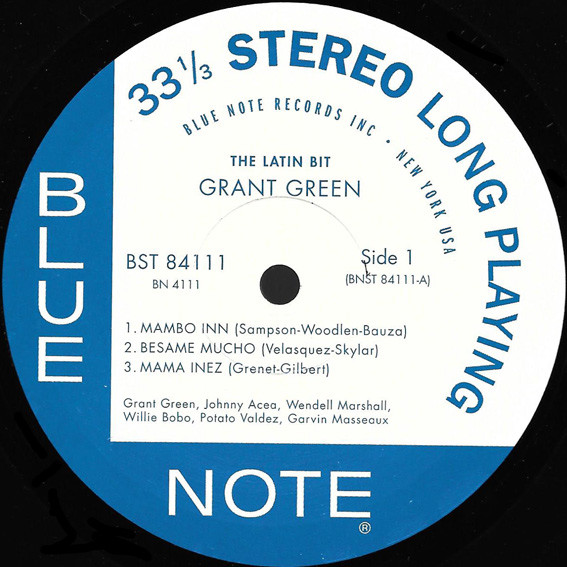 33⅓ STEREO LONG PLAYING
BLUE NOTE RECORDS INC • NEW YORK USA
THE LATIN BIT
GRANT GREEN
BST 84111
BN 4111
Side 1
(BNST 84111-A)
1. MAMBO INN (Sampson-Woodlen-Bauza)
2. BESAME MUCHO (Velasquez-Skylar)
3. MAMA INEZ (Grenet-Gilbert)
Grant Green, Johnny Acea, Wendell Marshall,
Willie Bobo, Potato Valdez, Garvin Masseaux
BLUE
NOTE®